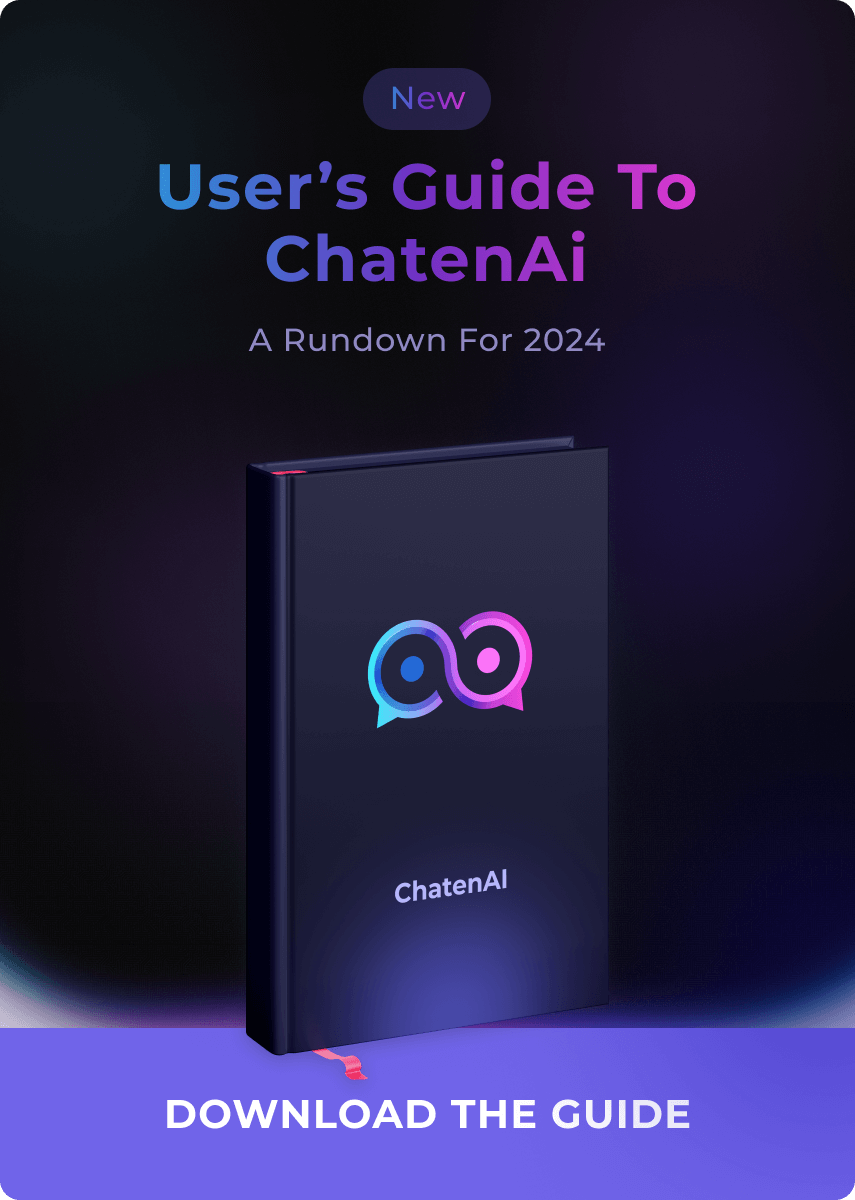 New
User’s Guide To
ChatenAi
A Rundown For 2024
ChatenAI
DOWNLOAD THE GUIDE